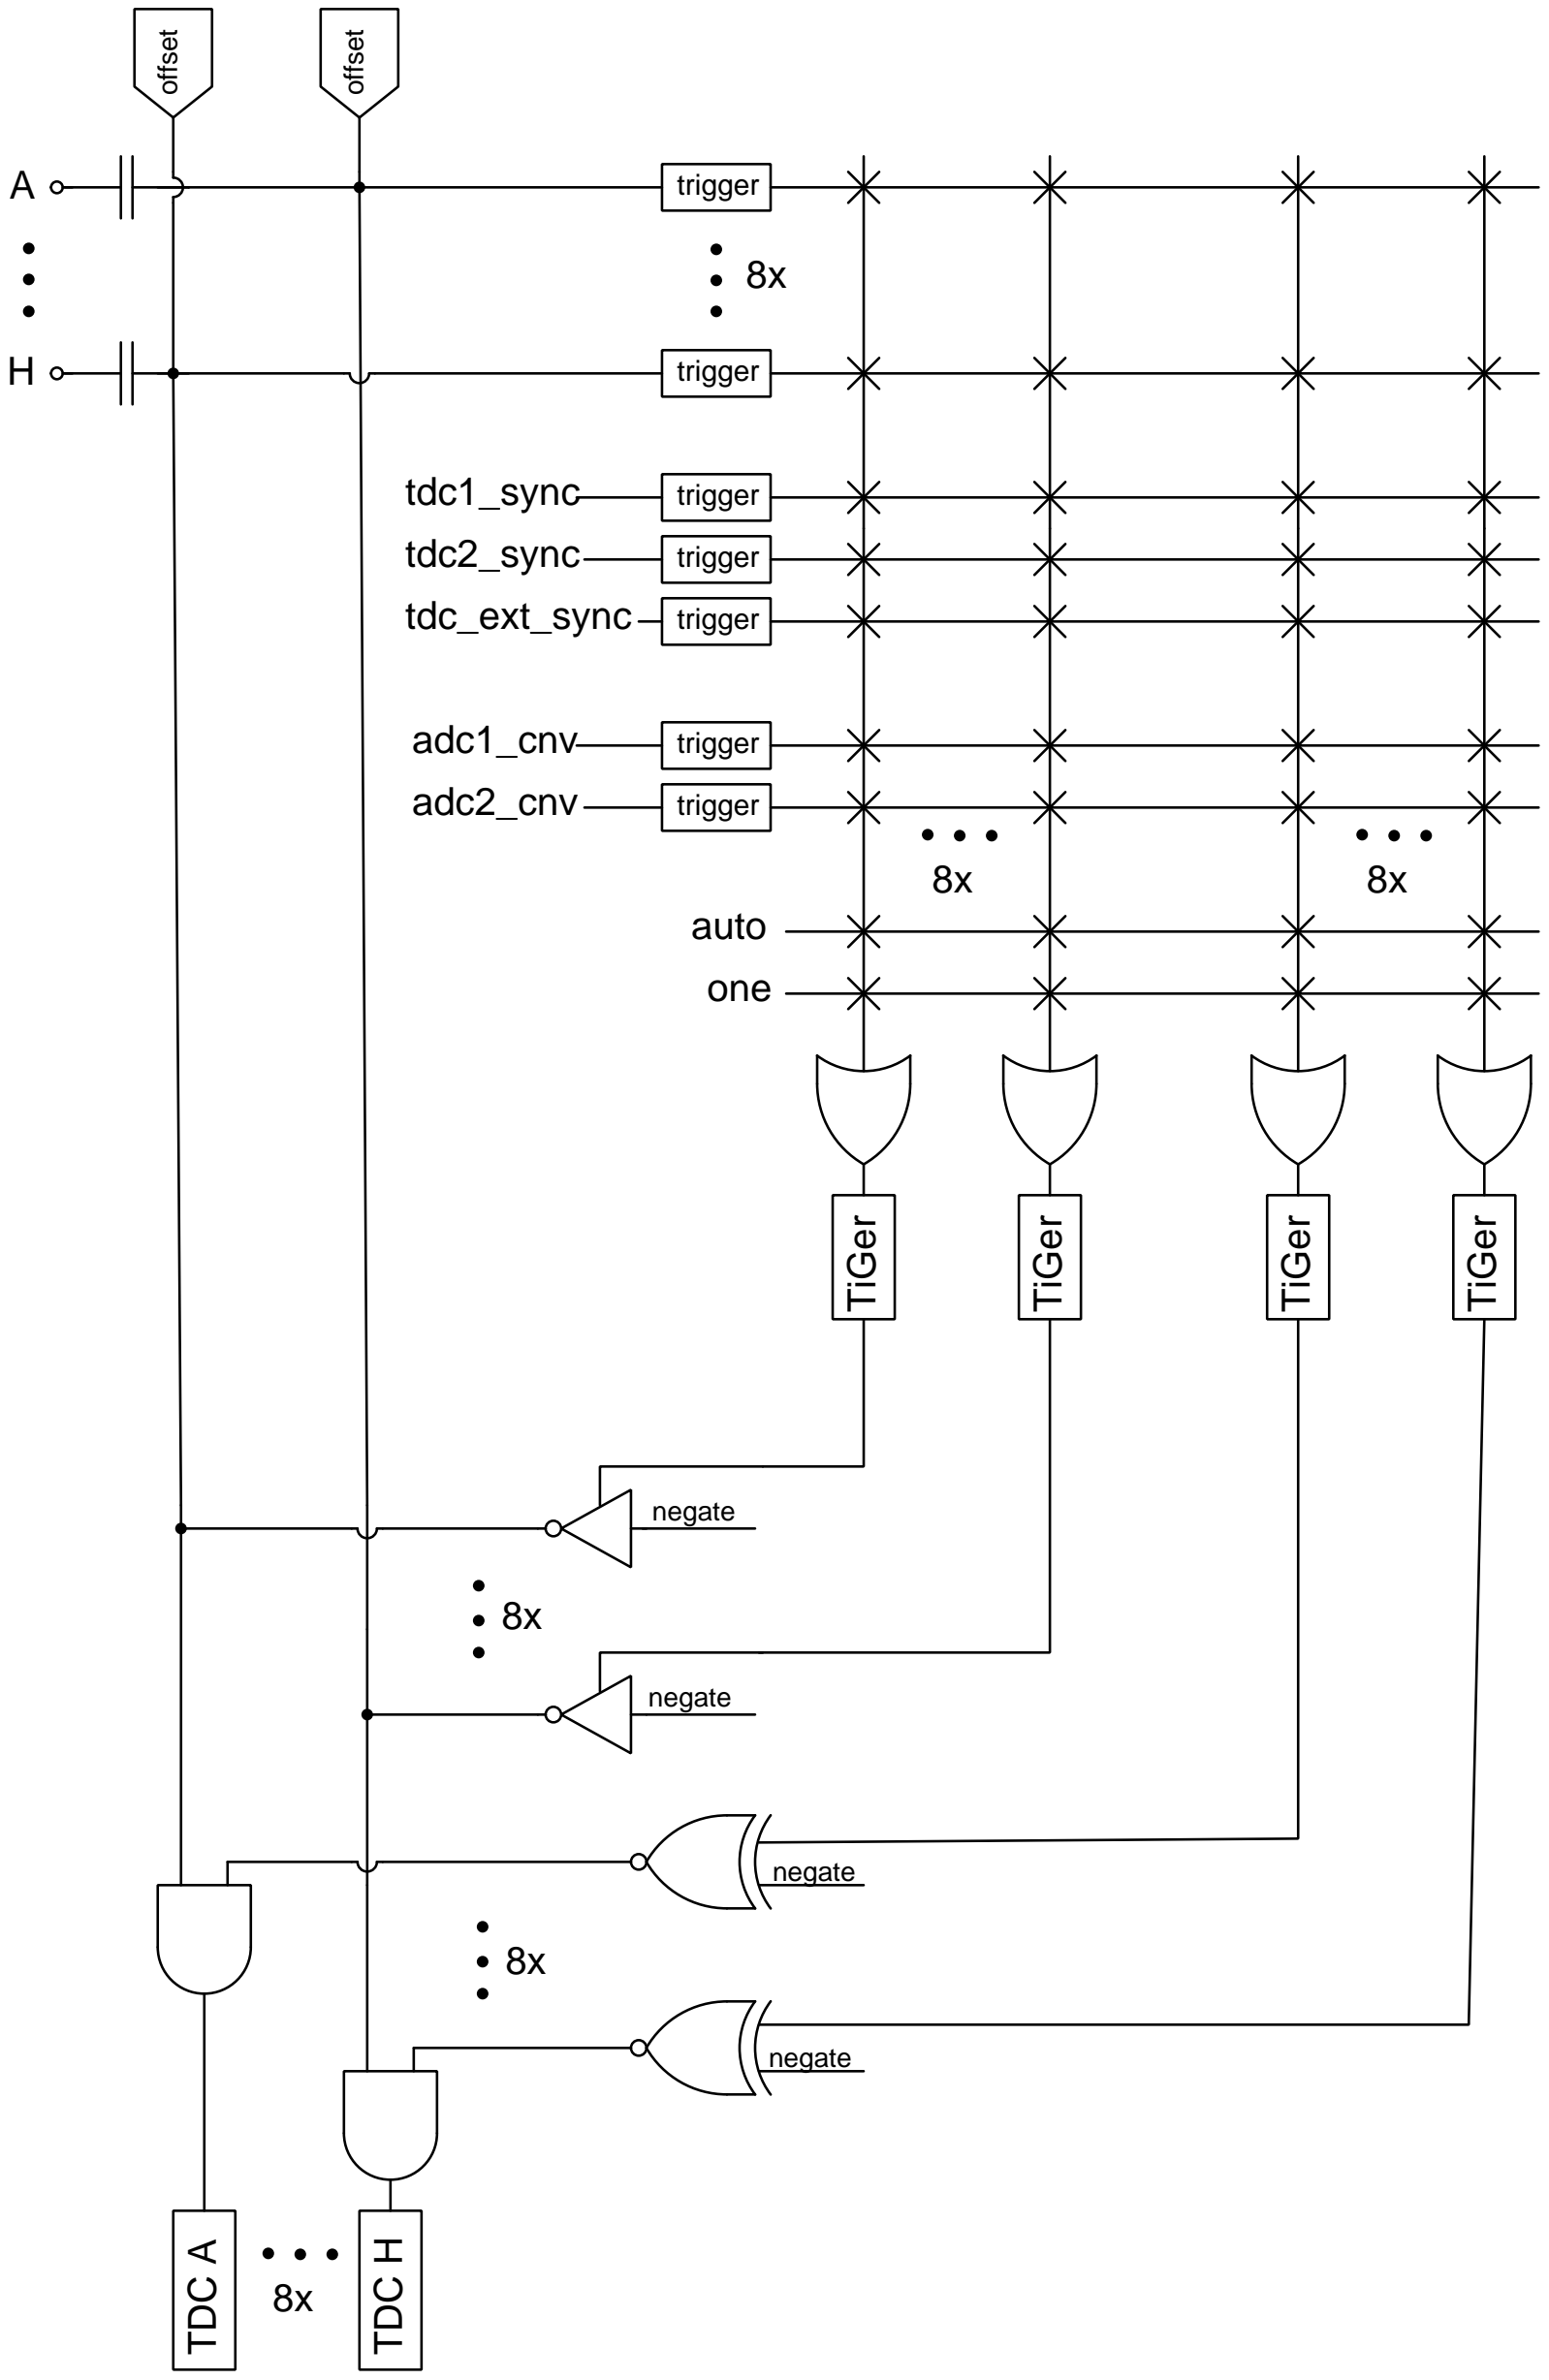 offset
offset
A
trigger
8x
H
trigger
tdc1_sync
trigger
tdc2_sync
trigger
tdc_ext_sync
trigger
adc1_cnv
trigger
adc2_cnv
trigger
8x
8x
auto
one
TiGer
TiGer
TiGer
TiGer
negate
8x
negate
negate
8x
negate
TDC A
8x
TDC H